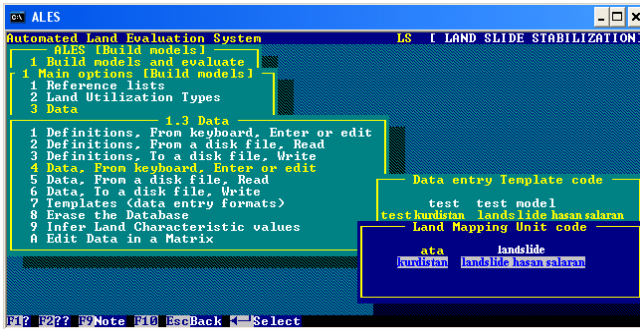 ALES
Automated Land Evaluation System LS [ LAND SLIDE STABILIZATION]
ALES [Build models]
1 Build models and evaluate
1 Main options [Build models]
1 Reference lists
2 Land Utilization Types
3 Data
1.3 Data
1 Definitions, From keyboard, Enter or edit
2 Definitions, From a disk file, Read
3 Definitions, To a disk file, Write
4 Data, From keyboard, Enter or edit
5 Data, From a disk file, Read
6 Data, To a disk file, Write
7 Templates (data entry formats)
8 Erase the Database
9 Infer Land Characteristic values
A Edit Data in a Matrix
Data entry Template code
test test model
test kurdistan landslide hasan salaran
Land Mapping Unit code
ata landslide
kurdistan landslide hasan salaran
F1? F2?? F9Note F10 EscBack Select